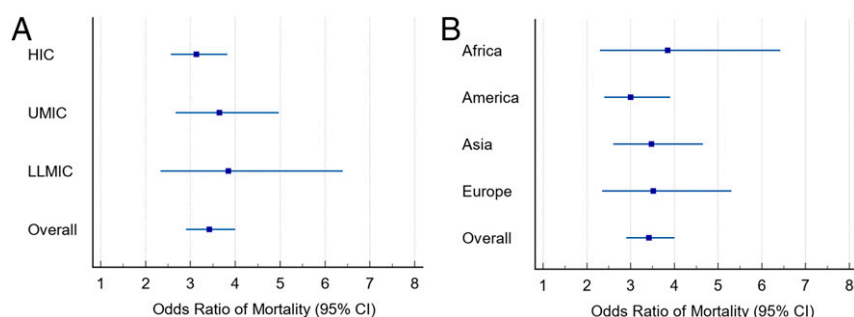 A
HIC
UMIC
LLMIC
Overall
1 2 3 4 5 6 7 8
Odds Ratio of Mortality (95% CI)
B
Africa
America
Asia
Europe
Overall
1 2 3 4 5 6 7 8
Odds Ratio of Mortality (95% CI)